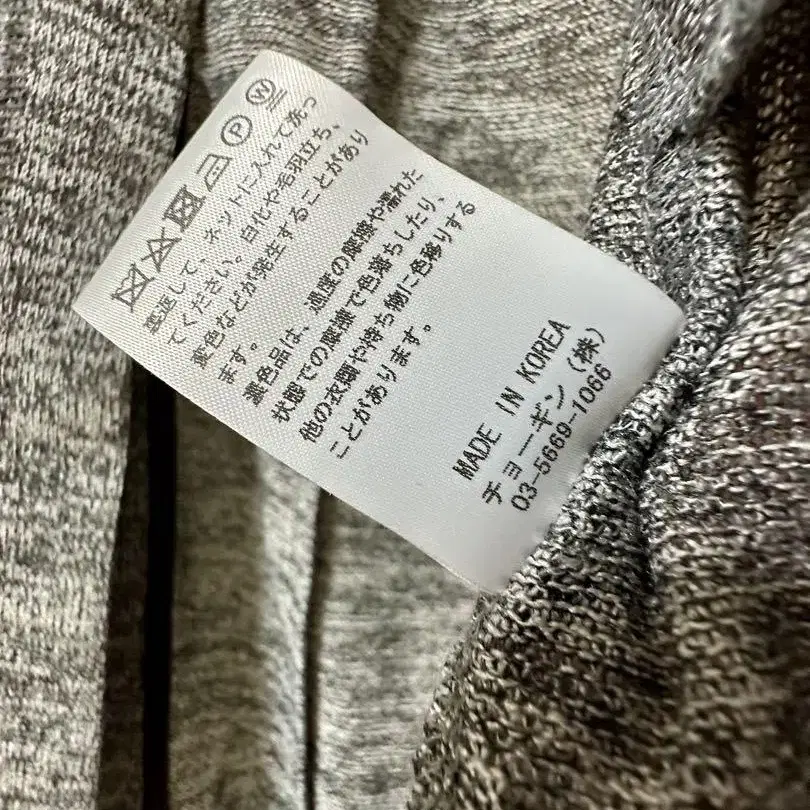 裏返して、ネットに入れて洗っ
てください。白化や毛羽立ち、
変色などが発生することがあり
ます。
濃色品は、過度の摩擦や濡れた
状態での摩擦で色落ちしたり、
他の衣類や持ち物に色移りする
ことがあります。
MADE IN KOREA
チョーギン(株)
03-5669-1066